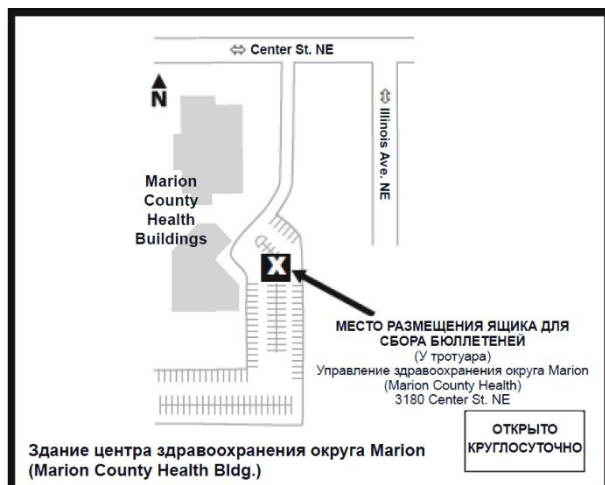 ⇔ Center St. NE
N
⇔ Illinois Ave. NE
Marion
County
Health
Buildings
X
МЕСТО РАЗМЕЩЕНИЯ ЯЩИКА ДЛЯ
СБОРА БЮЛЛЕТЕНЕЙ
(У тротуара)
Управление здравоохранения округа Marion
(Marion County Health)
3180 Center St. NE
ОТКРЫТО
КРУГЛОСУТОЧНО
Здание центра здравоохранения округа Marion
(Marion County Health Bldg.)